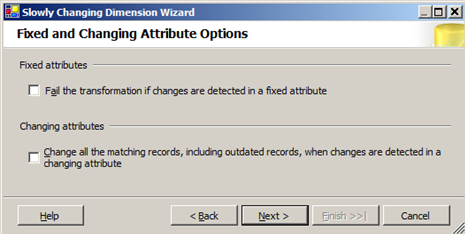 Slowly Changing Dimension Wizard
Fixed and Changing Attribute Options
Fixed attributes
Fail the transformation if changes are detected in a fixed attribute
Changing attributes
Change all the matching records, including outdated records, when changes are detected in a
changing attribute
Help
< Back
Next >
Finish >>|
Cancel